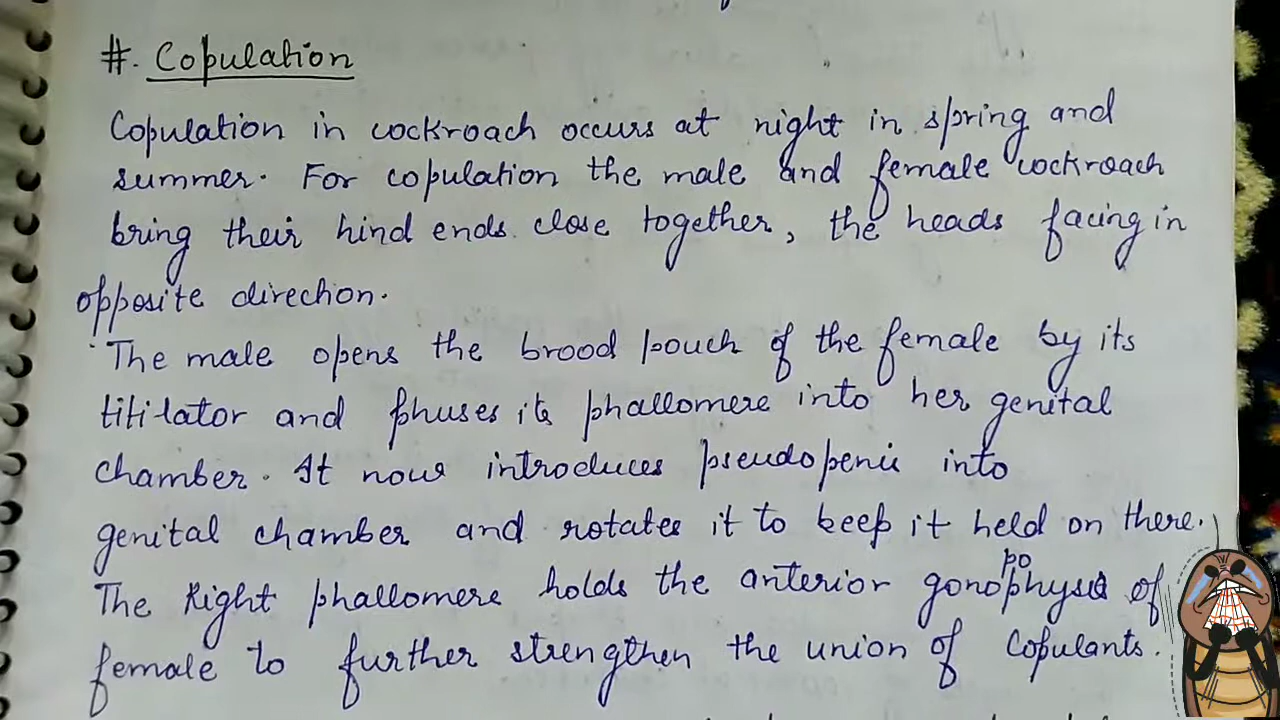 #. Copulation
Copulation in cockroach occurs at night in spring and
summer. For copulation the male and female cockroach
bring their hind ends close together, the heads facing in
opposite direction.
The male opens the brood pouch of the female by its
titilator and phuses its phallomere into her genital
chamber. It now introduces pseudopenis into
genital chamber and rotates it to keep it held on there.
The Right phallomere holds the anterior gonopophysis of
female to further strengthen the union of Copulants.